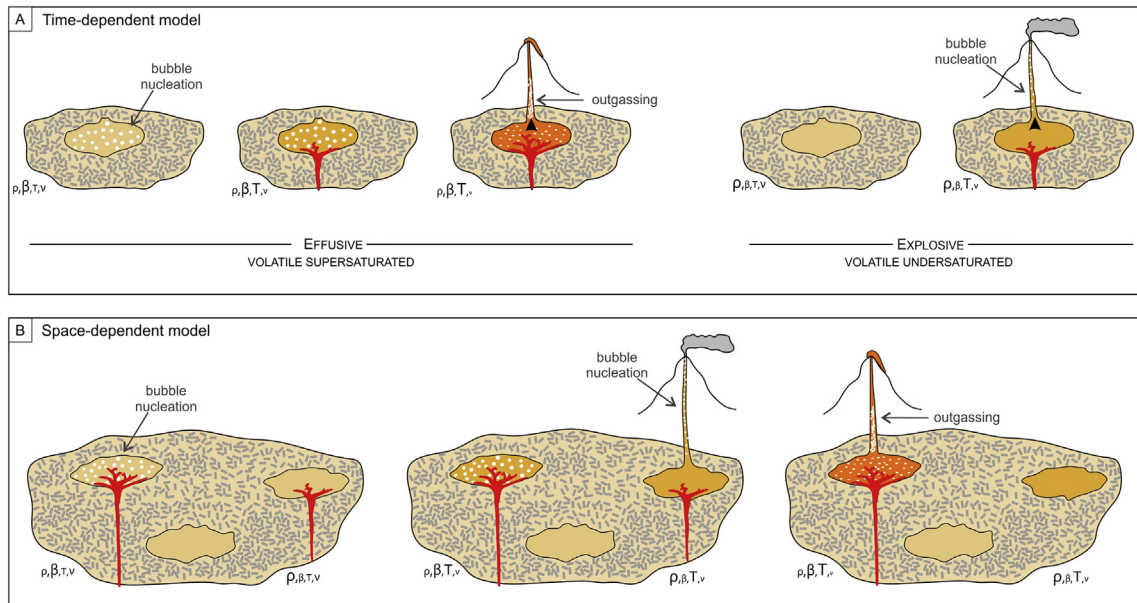 A Time-dependent model
bubble
nucleation
outgassing
bubble
nucleation
ρ,β,T,ν
ρ,β,T,ν
ρ,β,T,ν
ρ,β,T,ν
ρ,β,T,ν
EFFUSIVE
VOLATILE SUPERSATURATED
EXPLOSIVE
VOLATILE UNDERSATURATED
B Space-dependent model
bubble
nucleation
bubble
nucleation
outgassing
ρ,β,T,ν
ρ,β,T,ν
ρ,β,T,ν
ρ,β,T,ν
ρ,β,T,ν
ρ,β,T,ν